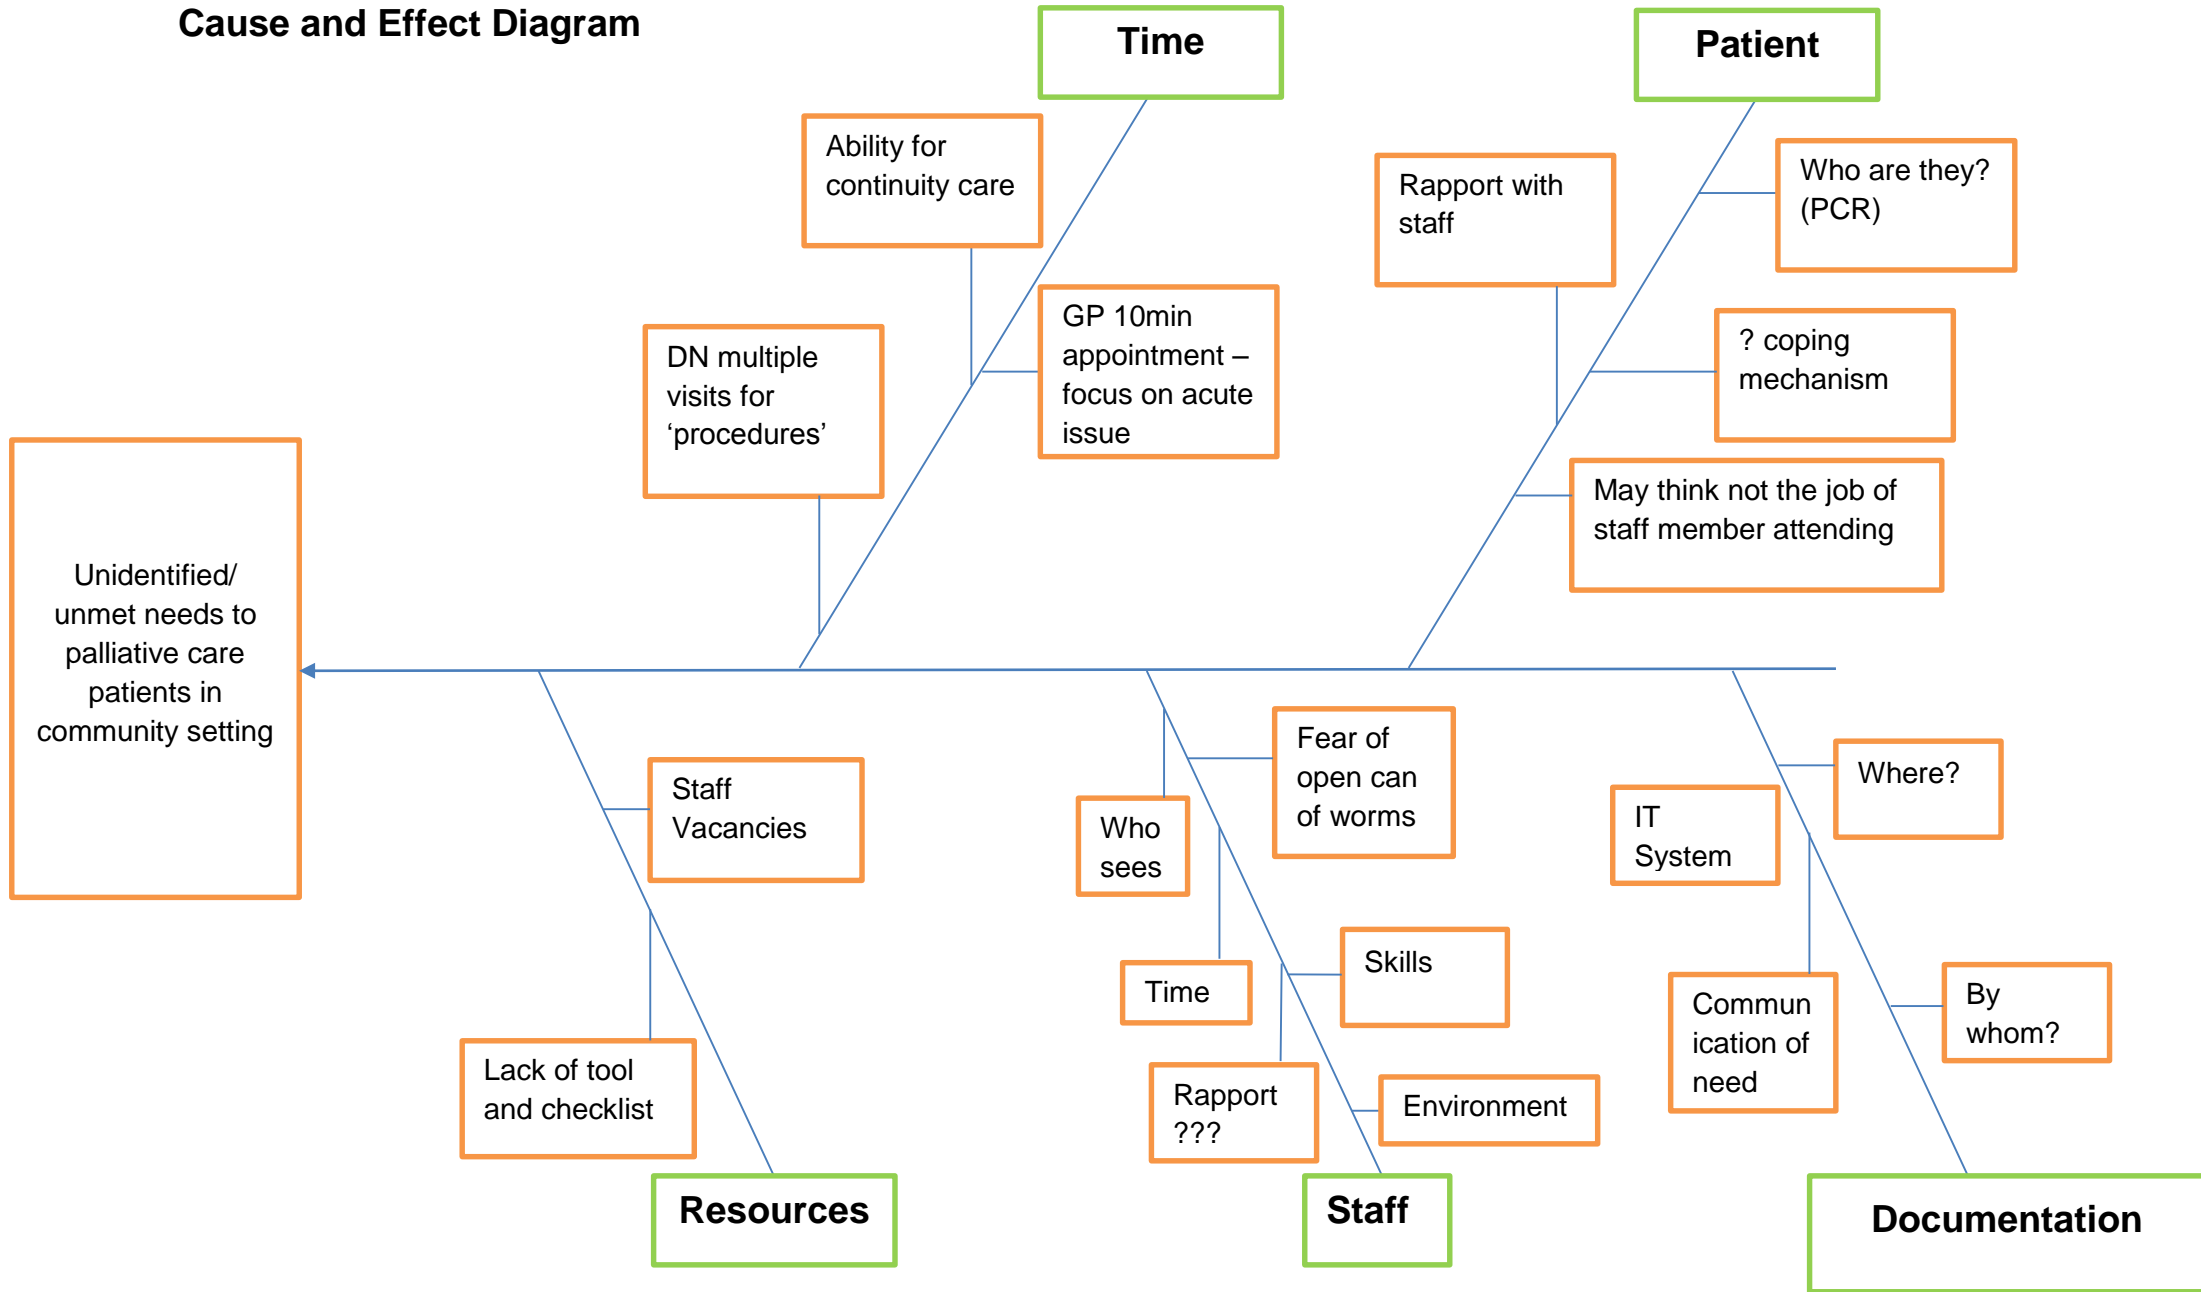 Cause and Effect Diagram
Time
Patient
Ability for
continuity care
Rapport with
staff
Who are they?
(PCR)
DN multiple
visits for
‘procedures’
GP 10min
appointment –
focus on acute
issue
? coping
mechanism
May think not the job of
staff member attending
Unidentified/
unmet needs to
palliative care
patients in
community setting
Staff
Vacancies
Lack of tool
and checklist
Who
sees
Fear of
open can
of worms
Time
Skills
Rapport
???
Environment
IT
System
Where?
Commun
ication of
need
By
whom?
Resources
Staff
Documentation